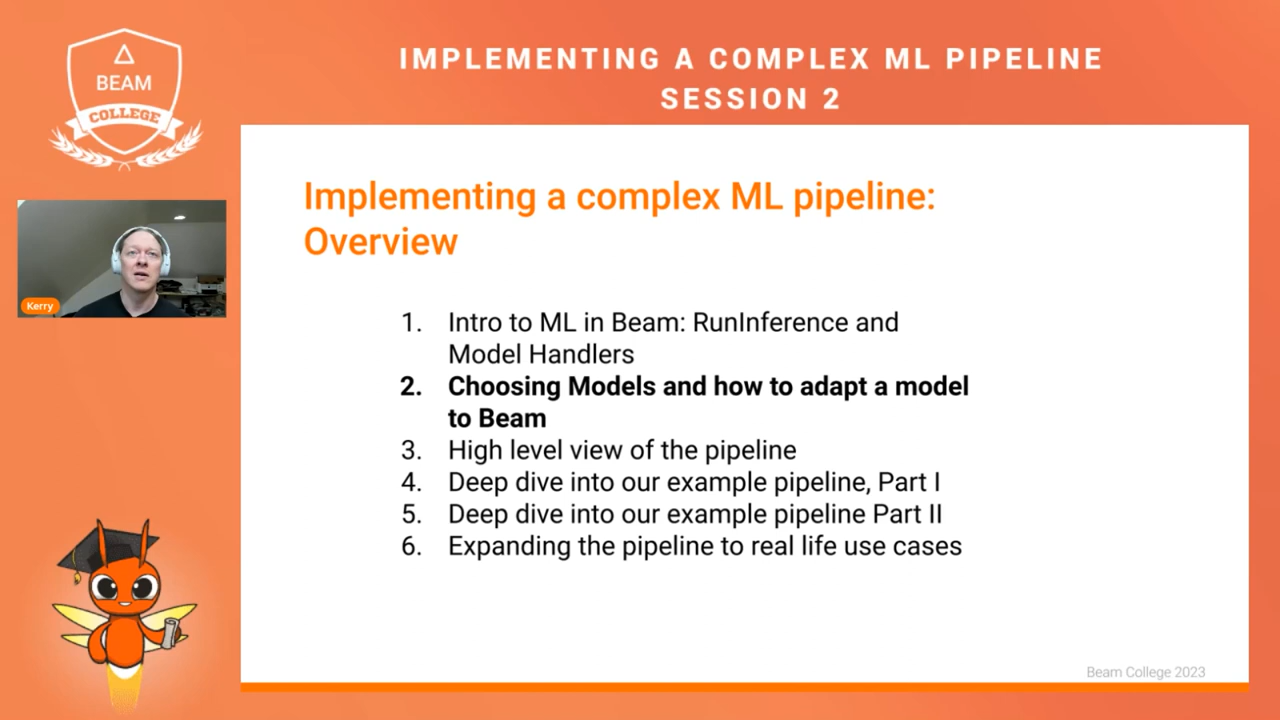 BEAM
COLLEGE
IMPLEMENTING A COMPLEX ML PIPELINE
SESSION 2
Kerry
Implementing a complex ML pipeline:
Overview
1. Intro to ML in Beam: RunInference and
Model Handlers
2. Choosing Models and how to adapt a model
to Beam
3. High level view of the pipeline
4. Deep dive into our example pipeline, Part I
5. Deep dive into our example pipeline Part II
6. Expanding the pipeline to real life use cases
Beam College 2023